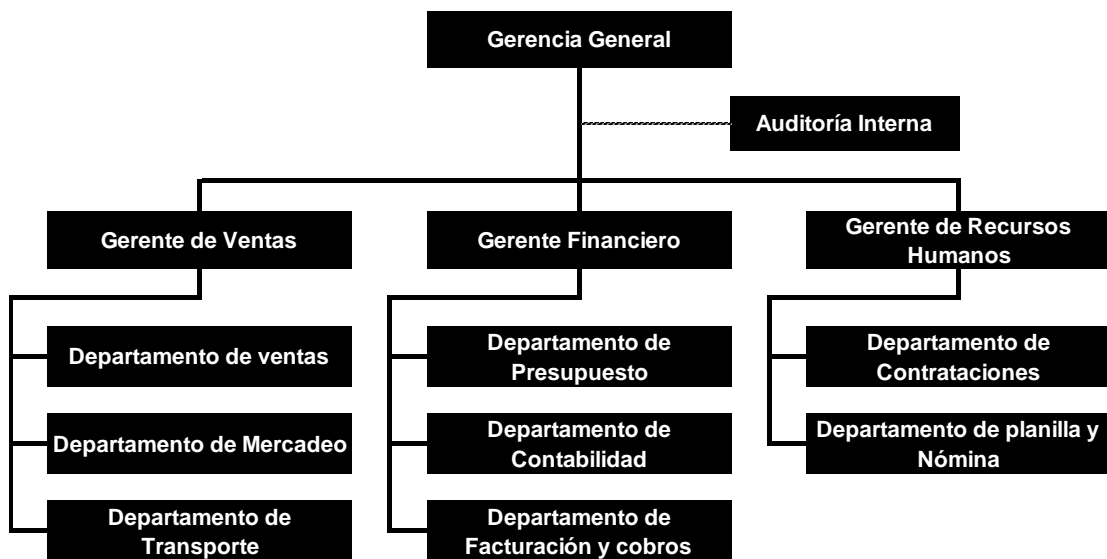 Gerencia General
Auditoría Interna
Gerente de Ventas
Gerente Financiero
Gerente de Recursos
Humanos
Departamento de ventas
Departamento de
Presupuesto
Departamento de
Contrataciones
Departamento de Mercadeo
Departamento de
Contabilidad
Departamento de planilla y
Nómina
Departamento de
Transporte
Departamento de
Facturación y cobros